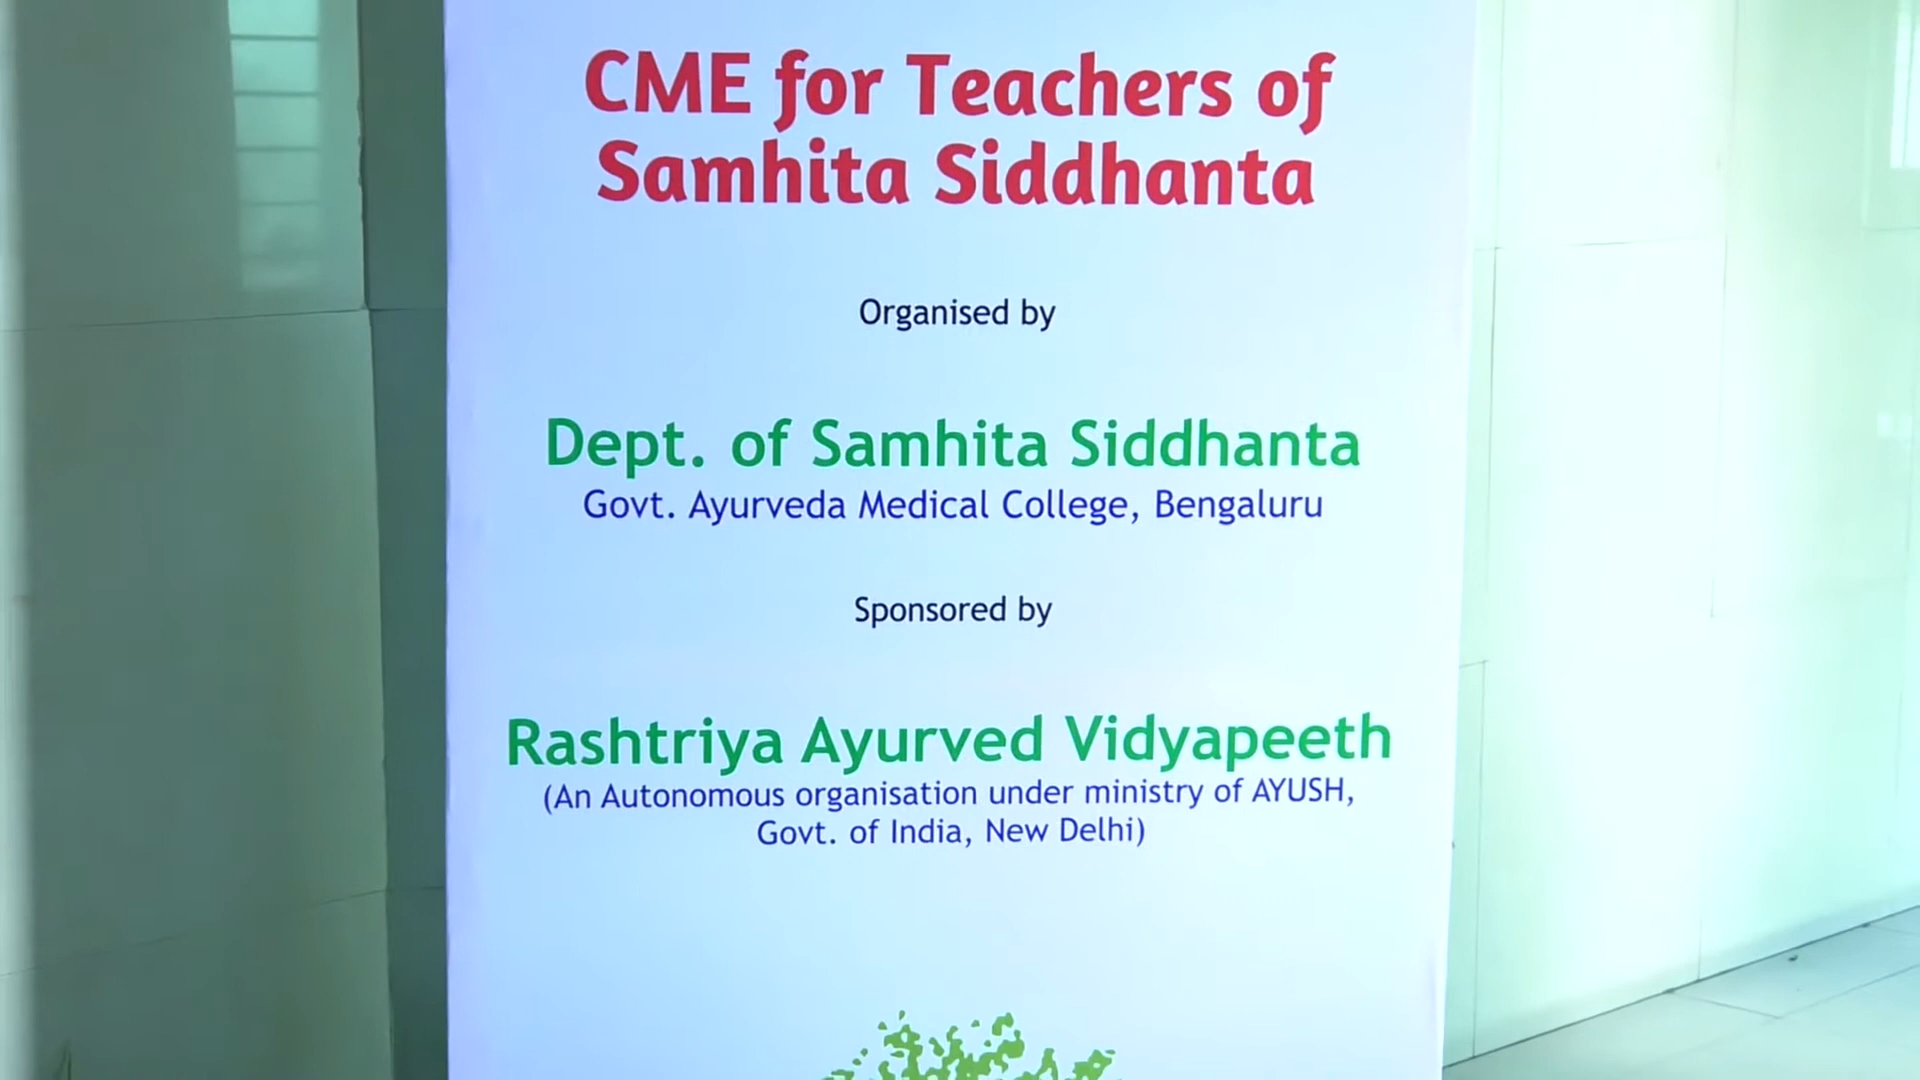 CME for Teachers of
Samhita Siddhanta
Organised by
Dept. of Samhita Siddhanta
Govt. Ayurveda Medical College, Bengaluru
Sponsored by
Rashtriya Ayurved Vidyapeeth
(An Autonomous organisation under ministry of AYUSH,
Govt. of India, New Delhi)